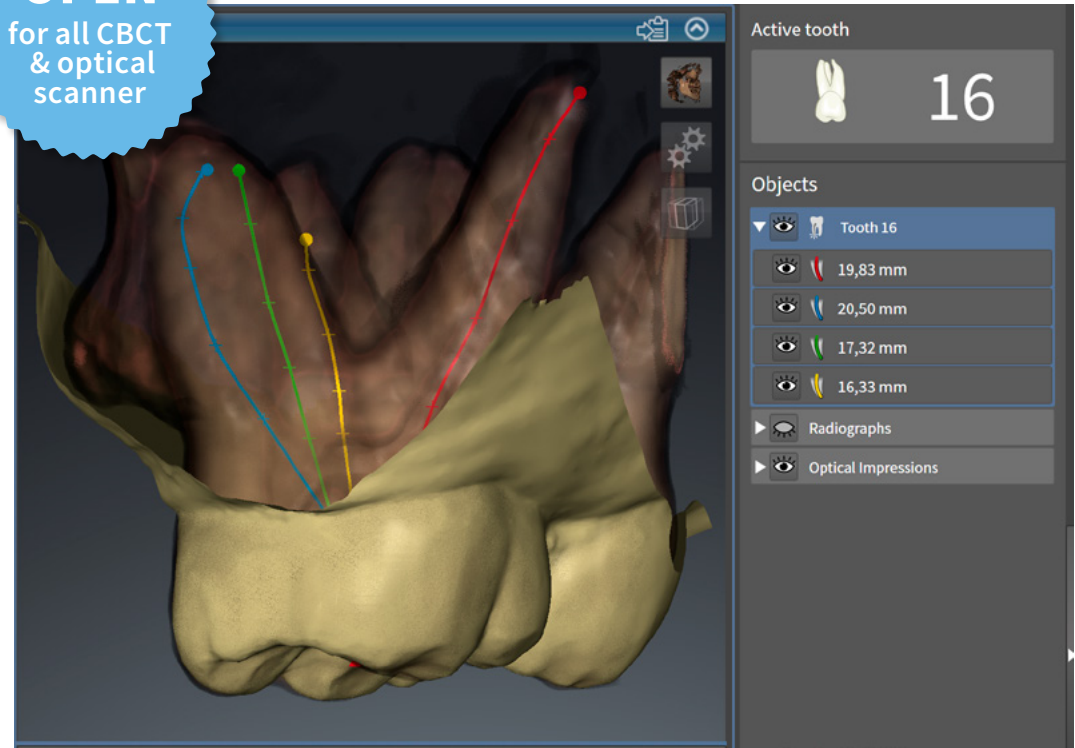 OPEN
for all CBCT
& optical
scanner
Active tooth
16
Objects
Tooth 16
19,83 mm
20,50 mm
17,32 mm
16,33 mm
Radiographs
Optical Impressions